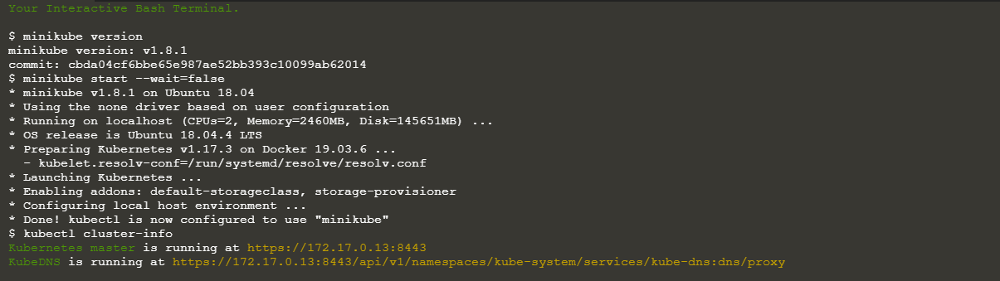 Your Interactive Bash Terminal.
$ minikube version
minikube version: v1.8.1
commit: cbda04cf6bbe65e987ae52bb393c10099ab62014
$ minikube start --wait=false
* minikube v1.8.1 on Ubuntu 18.04
* Using the none driver based on user configuration
* Running on localhost (CPUs=2, Memory=2460MB, Disk=145651MB) ...
* OS release is Ubuntu 18.04.4 LTS
* Preparing Kubernetes v1.17.3 on Docker 19.03.6 ...
  - kubelet.resolv-conf=/run/systemd/resolve/resolv.conf
* Launching Kubernetes ...
* Enabling addons: default-storageclass, storage-provisioner
* Configuring local host environment ...
* Done! kubectl is now configured to use "minikube"
$ kubectl cluster-info
Kubernetes master is running at https://172.17.0.13:8443
KubeDNS is running at https://172.17.0.13:8443/api/v1/namespaces/kube-system/services/kube-dns:dns/proxy